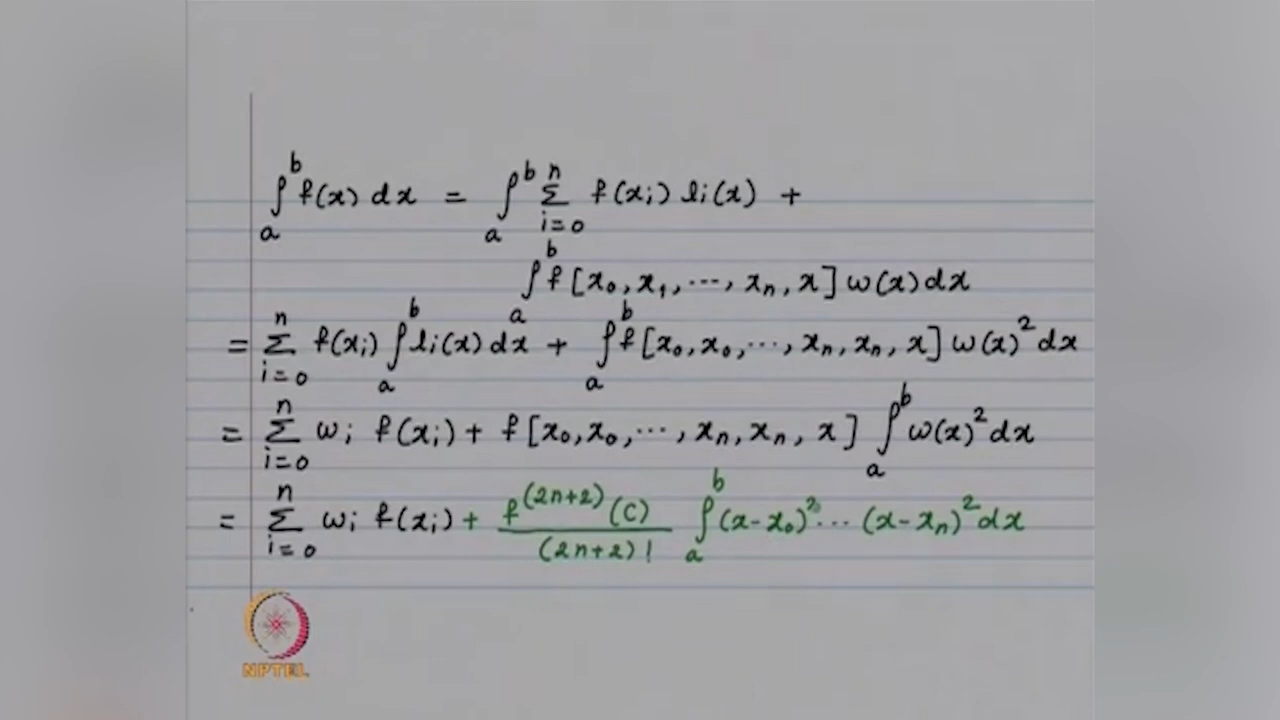 ∫_a^b f(x) dx = ∫_a^b Σ_{i=0}^n f(x_i) l_i(x) +
∫_a^b f[x_0, x_1, ..., x_n, x] w(x) dx
= Σ_{i=0}^n f(x_i) ∫_a^b l_i(x) dx + ∫_a^b f[x_0, x_0, ..., x_n, x_n, x] w(x)^2 dx
= Σ_{i=0}^n w_i f(x_i) + f[x_0, x_0, ..., x_n, x_n, x] ∫_a^b w(x)^2 dx
= Σ_{i=0}^n w_i f(x_i) + f^{(2n+2)}(c) / (2n+2)! ∫_a^b (x-x_0)^2 ... (x-x_n)^2 dx
NPTEL